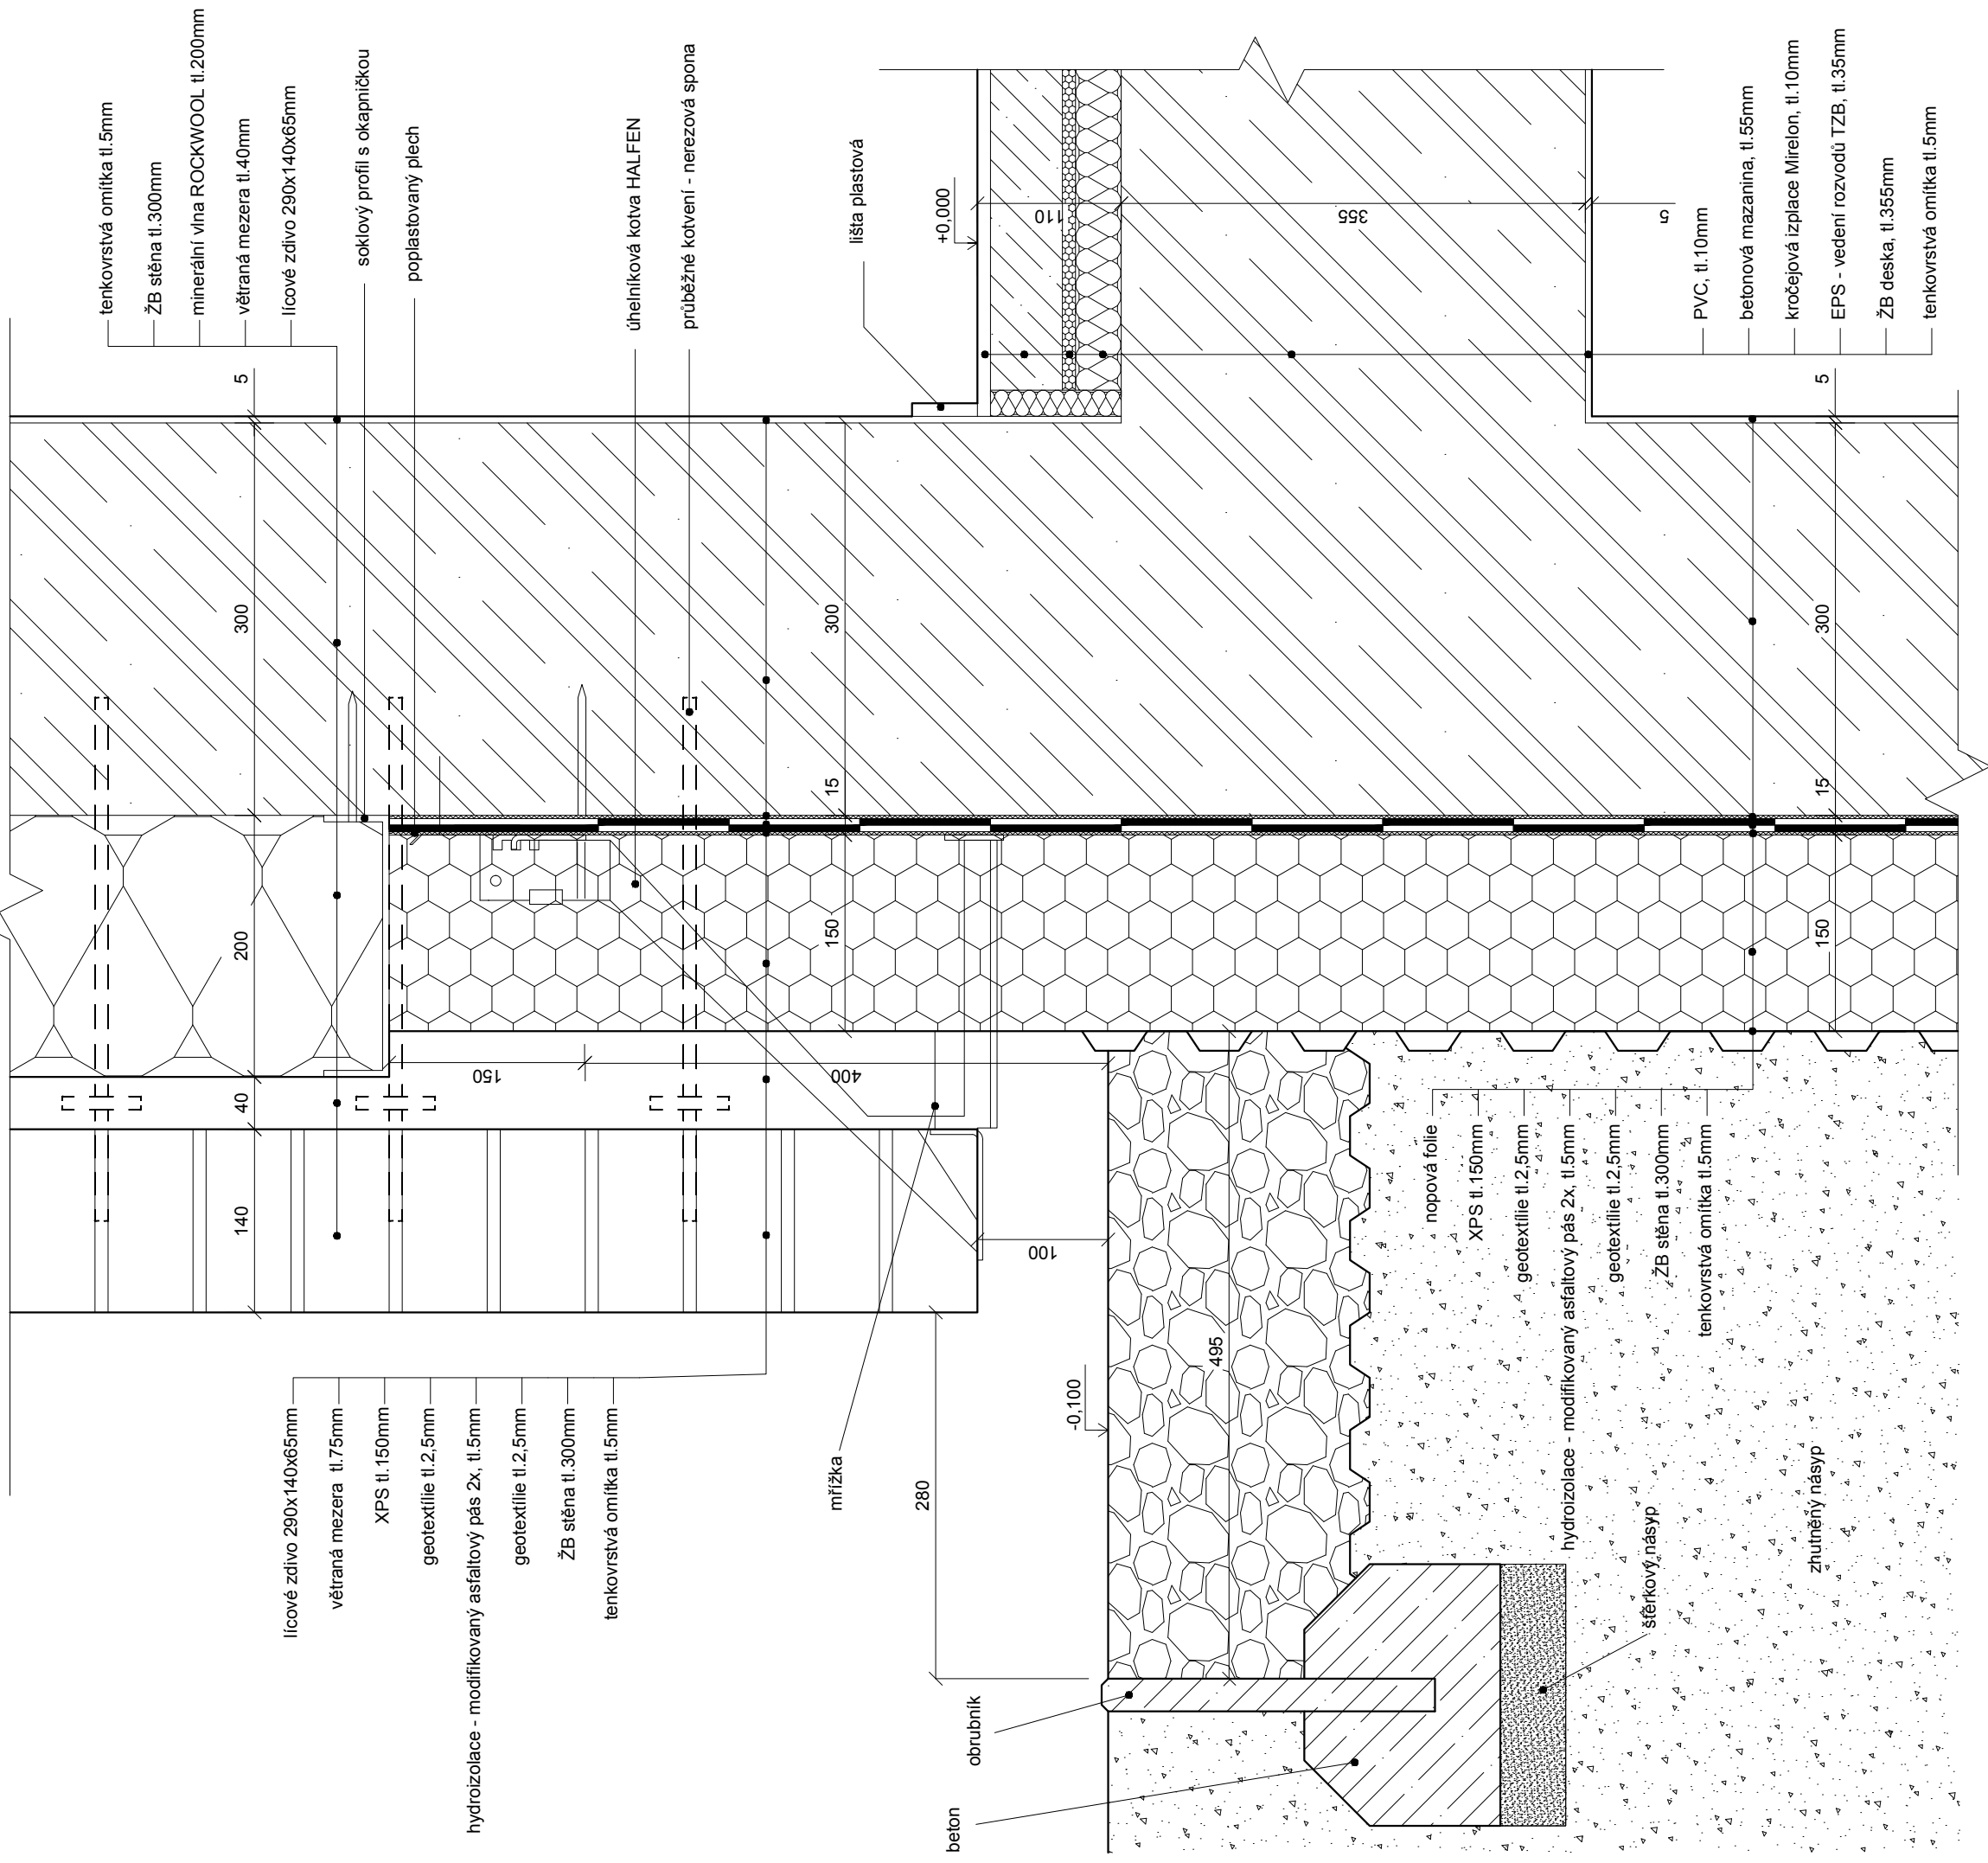 tenkovrstvá omítka tl.5mm
ŽB stěna tl.300mm
minerální vlna ROCKWOOL tl.200mm
větraná mezera tl.40mm
lícové zdivo 290x140x65mm
soklový profil s okapničkou
poplastovaný plech
úhelníková kotva HALFEN
průběžné kotvení - nerezová spona
lišta plastová
+0,000
110
355
5
PVC, tl.10mm
betonová mazanina, tl.55mm
kročejová izplace Mirelon, tl.10mm
EPS - vedení rozvodů TZB, tl.35mm
ŽB deska, tl.355mm
tenkovrstvá omítka tl.5mm
5
300
200
40
140
300
15
150
5
300
15
150
150
400
100
495
280
-0,100
lícové zdivo 290x140x65mm
větraná mezera tl.75mm
XPS tl.150mm
geotextílie tl.2,5mm
hydroizolace - modifikovaný asfaltový pás 2x, tl.5mm
geotextílie tl.2,5mm
ŽB stěna tl.300mm
tenkovrstvá omítka tl.5mm
mřížka
obrubník
beton
nopová folie
XPS tl.150mm
geotextílie tl.2,5mm
hydroizolace - modifikovaný asfaltový pás 2x, tl.5mm
geotextílie tl.2,5mm
ŽB stěna tl.300mm
tenkovrstvá omítka tl.5mm
štěrkový násyp
zhutněný násyp